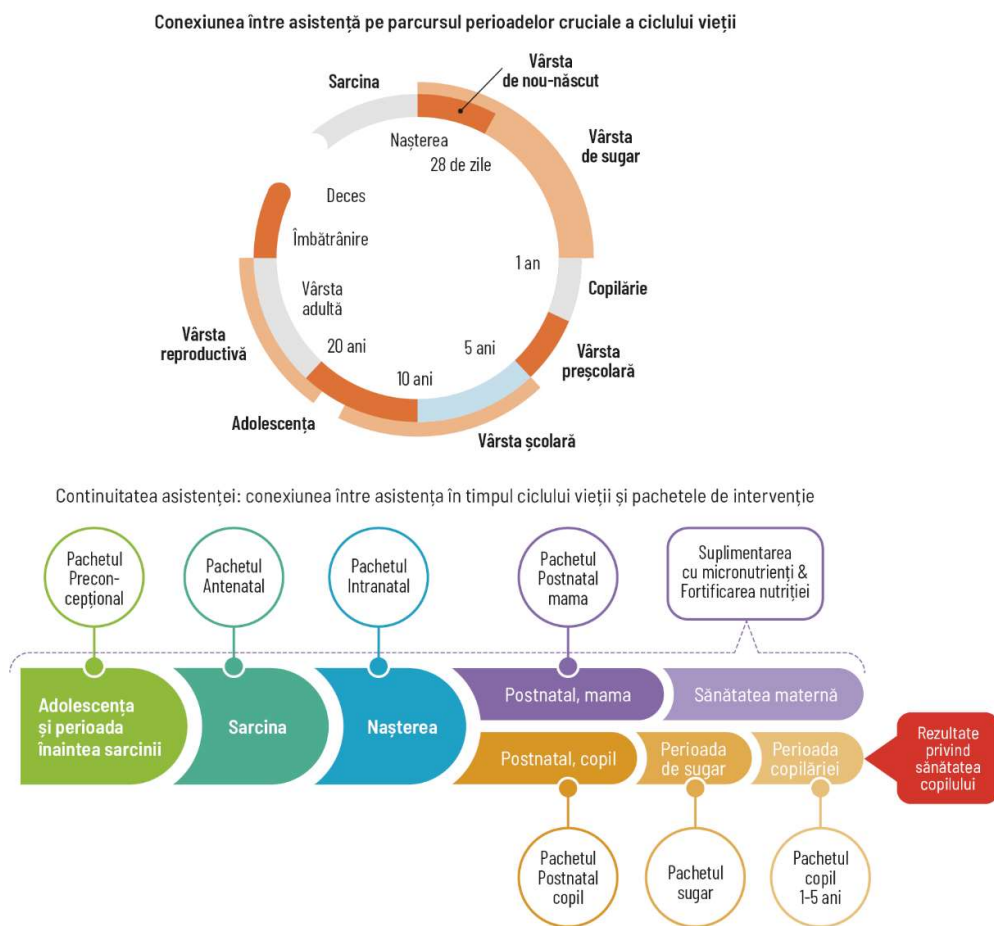 Conexiunea între asistență pe parcursul perioadelor cruciale a ciclului vieții
Sarcina
Vârsta
de nou-născut
Nașterea
28 de zile
Vârsta
de sugar
Deces
Îmbătrânire
1 an
Copilărie
Vârsta
adultă
Vârsta
reproductivă
20 ani
5 ani
Vârsta
preșcolară
10 ani
Adolescența
Vârsta școlară
Continuitatea asistenței: conexiunea între asistența în timpul ciclului vieții și pachetele de intervenție
Pachetul
Precon-
cepțional
Pachetul
Antenatal
Pachetul
Intranatal
Pachetul
Postnatal
mama
Suplimentarea
cu micronutrienți &
Fortificarea nutriției
Adolescența
și perioada
înaintea sarcinii
Sarcina
Nașterea
Postnatal, mama
Sănătatea maternă
Postnatal, copil
Perioada
de sugar
Perioada
copilăriei
Rezultate
privind
sănătatea
copilului
Pachetul
Postnatal
copil
Pachetul
sugar
Pachetul
copil
1-5 ani